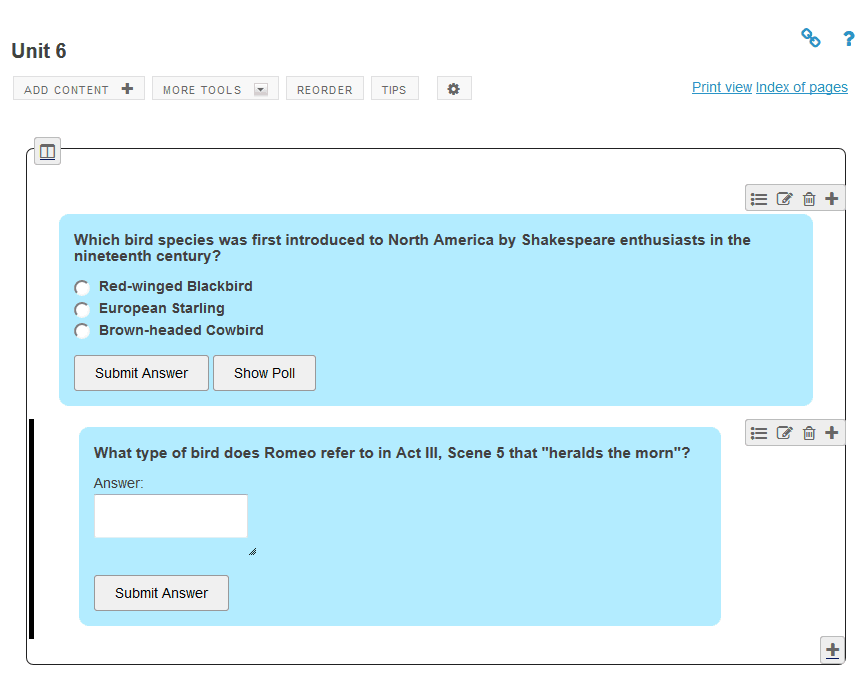 Unit 6
?
ADD CONTENT
MORE TOOLS
REORDER
TIPS
Print view Index of pages
Which bird species was first introduced to North America by Shakespeare enthusiasts in the
nineteenth century?
Red-winged Blackbird
European Starling
Brown-headed Cowbird
Submit Answer
Show Poll
What type of bird does Romeo refer to in Act III, Scene 5 that "heralds the morn"?
Answer:
Submit Answer